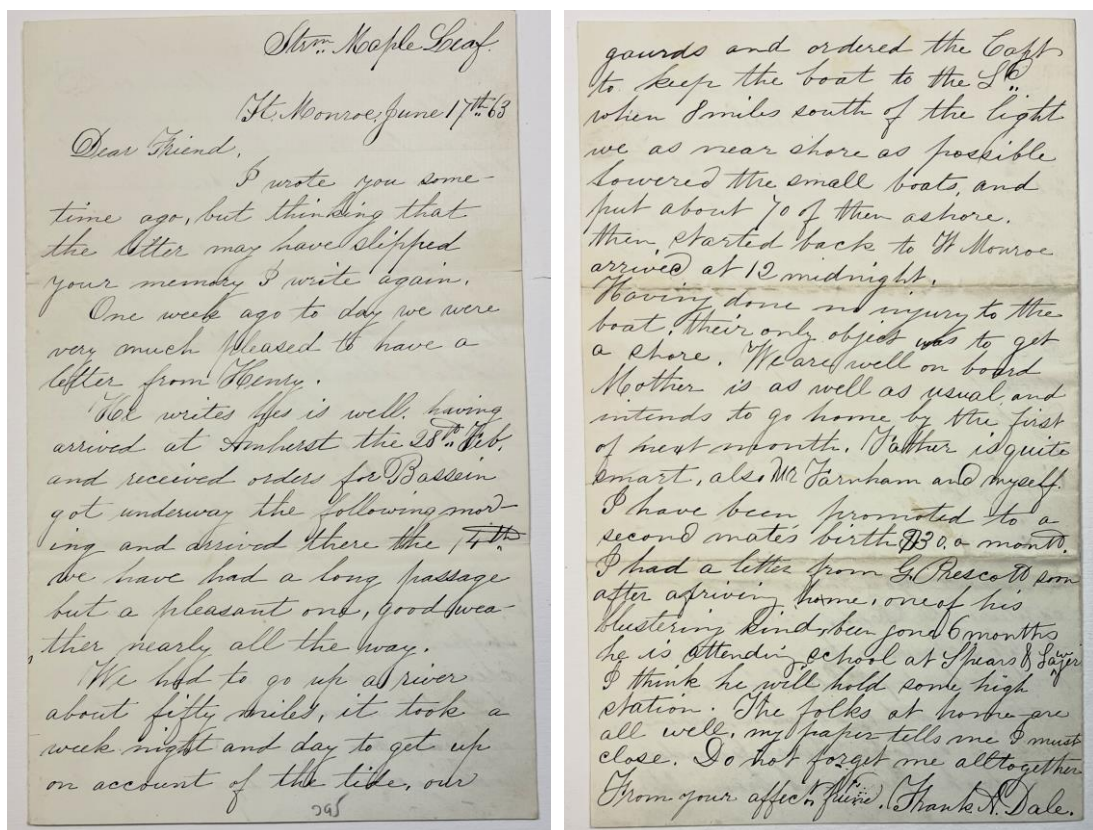 Strm Maple Leaf.
Ft. Monroe, June 17th 63
Dear Friend,
I wrote you some-
time ago, but thinking that
the letter may have slipped
your memory I write again.
One week ago to day we were
very much pleased to have a
letter from Henry.
He writes hes is well, having
arrived at Amherst the 28th Feb.
and received orders for Bassein
got underway the following mor-
ing and arrived there the 14th.
we have had a long passage
but a pleasant one, good wea-
ther nearly all the way.
We had to go up a river
about fifty miles, it took a
week night and day to get up
on account of the tide, our
295
gaurds and ordered the Capt
to keep the boat to the Sd
when 8 miles south of the light
we as near shore as possible
lowered the small boats, and
put about 70 of then ashore.
then started back to Ft Monroe
arrived at 12 midnight.
Having done no injury to the
boat, their only object was to get
a shore. We are well on board
Mother is as well as usual and
intends to go home by the first
of next month. Father is quite
smart, also Mr Farnham and myself.
I have been promoted to a
second mate's birth $30. a month.
I had a letter from G. Prescott soon
after ariving home, one of his
blustering kind, been gone 6 months
he is attending school at Spears &
I think he will hold some high
station. The folks at home are
all well, my paper tells me I must
close. Do not forget me alltogether
From your affect friend. Frank A. Dale.